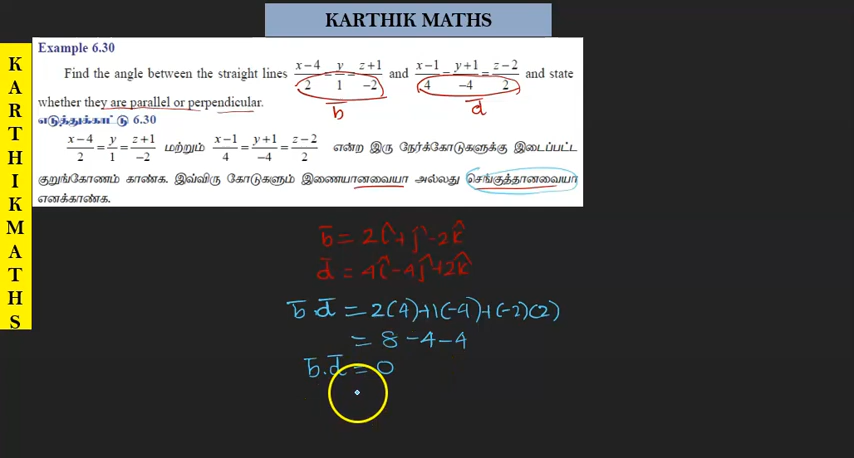 KARTHIK MATHS
KARTHIKMATHS
Example 6.30
Find the angle between the straight lines (x−4)/2 = y/1 = (z+1)/−2 and (x−1)/4 = (y+1)/−4 = (z−2)/2 and state
whether they are parallel or perpendicular.
b̄ d̄
எடுத்துக்காட்டு 6.30
(x−4)/2 = y/1 = (z+1)/−2 மற்றும் (x−1)/4 = (y+1)/−4 = (z−2)/2 என்ற இரு நேர்க்கோடுகளுக்கு இடைப்பட்ட
குறுங்கோணம் காண்க. இவ்விரு கோடுகளும் இணையானவையா அல்லது செங்குத்தானவையா
எனக்காண்க.
b̄ = 2î+ĵ-2k̂
d̄ = 4î-4ĵ+2k̂
b̄.d̄ = 2(4)+1(-4)+(-2)(2)
= 8-4-4
b̄.d̄ = 0